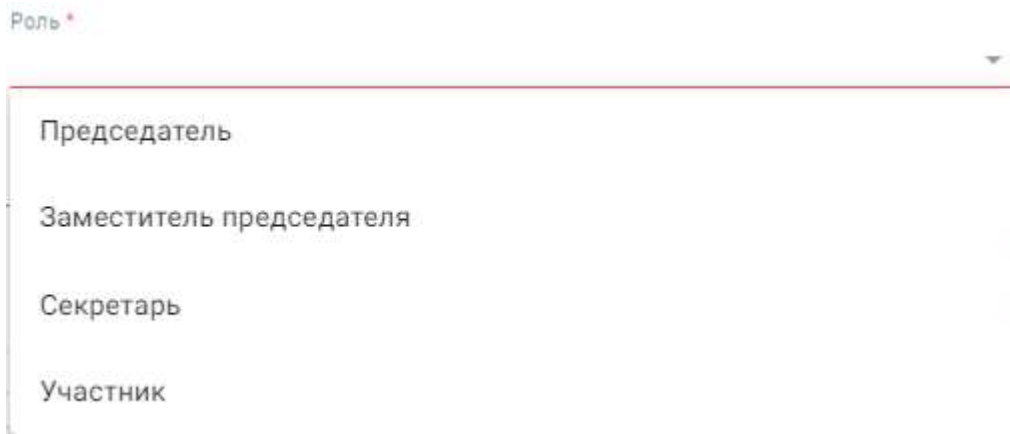 Роль *
Председатель
Заместитель председателя
Секретарь
Участник